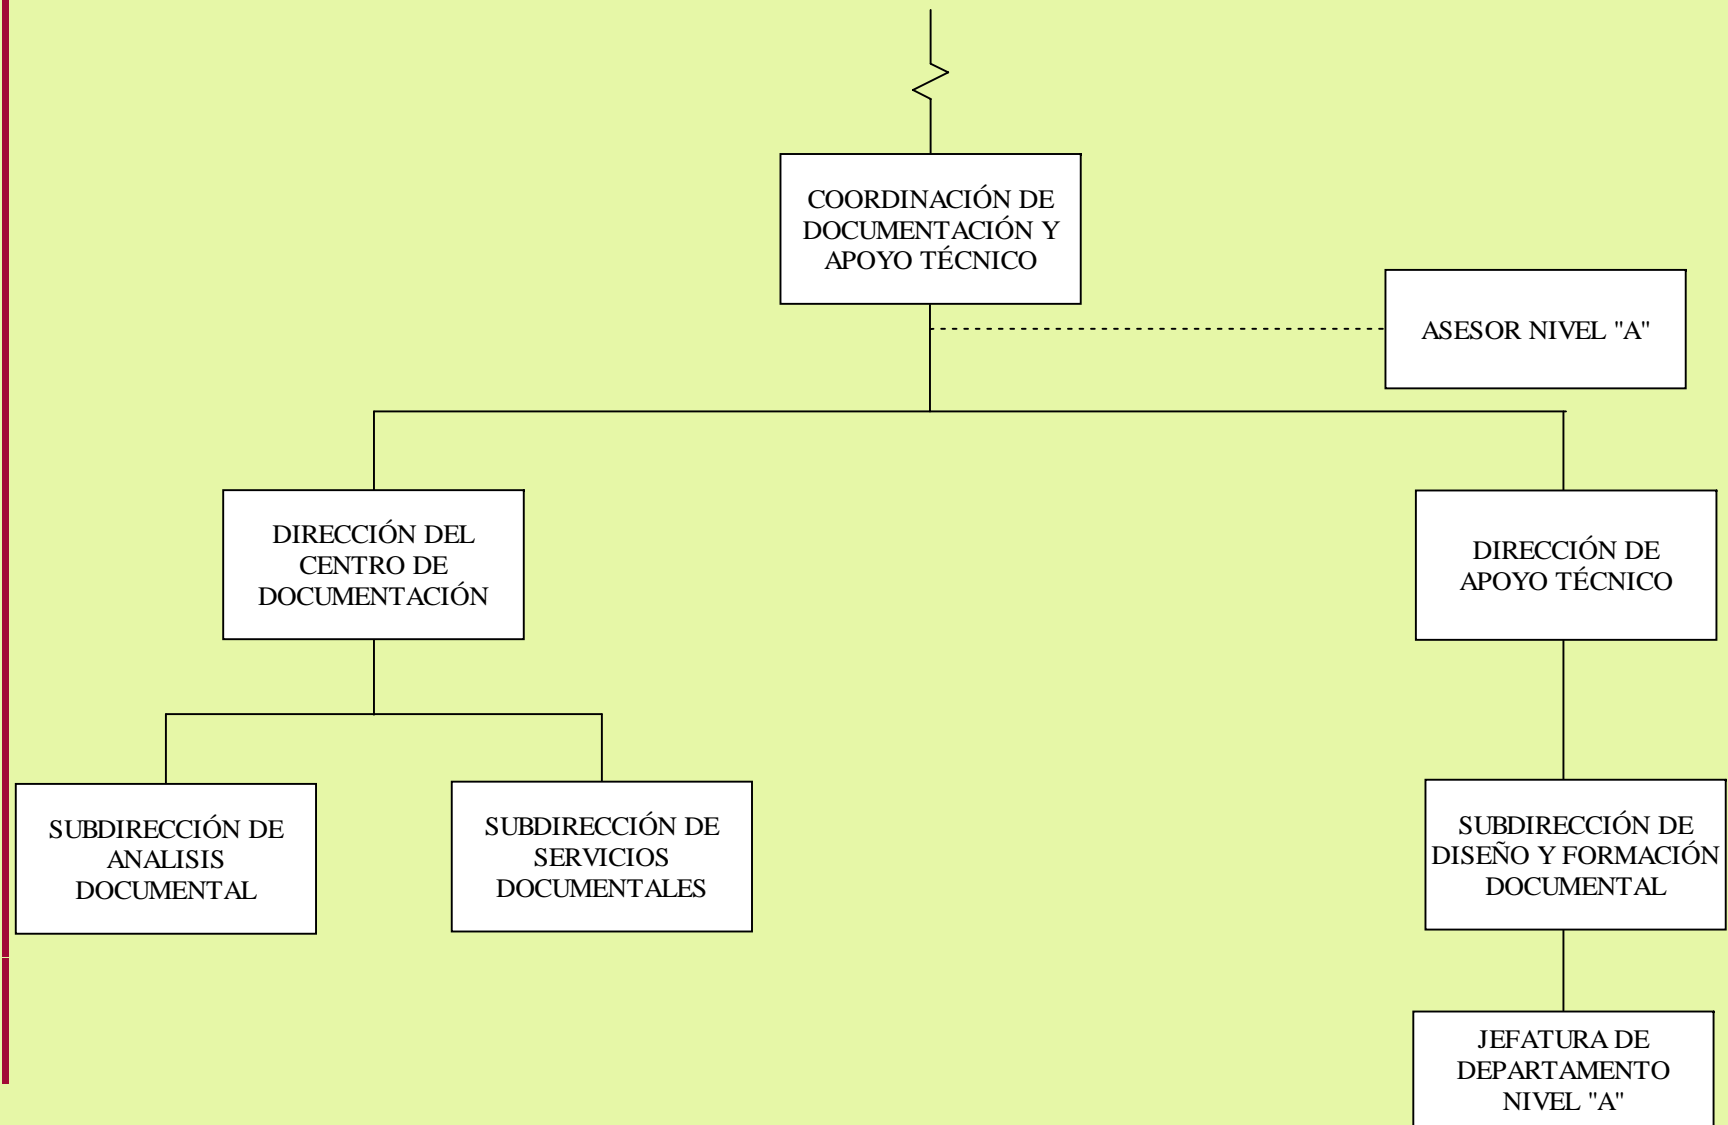 COORDINACIÓN DE
DOCUMENTACIÓN Y
APOYO TÉCNICO
ASESOR NIVEL "A"
DIRECCIÓN DEL
CENTRO DE
DOCUMENTACIÓN
DIRECCIÓN DE
APOYO TÉCNICO
SUBDIRECCIÓN DE
ANALISIS
DOCUMENTAL
SUBDIRECCIÓN DE
SERVICIOS
DOCUMENTALES
SUBDIRECCIÓN DE
DISEÑO Y FORMACIÓN
DOCUMENTAL
JEFATURA DE
DEPARTAMENTO
NIVEL "A"